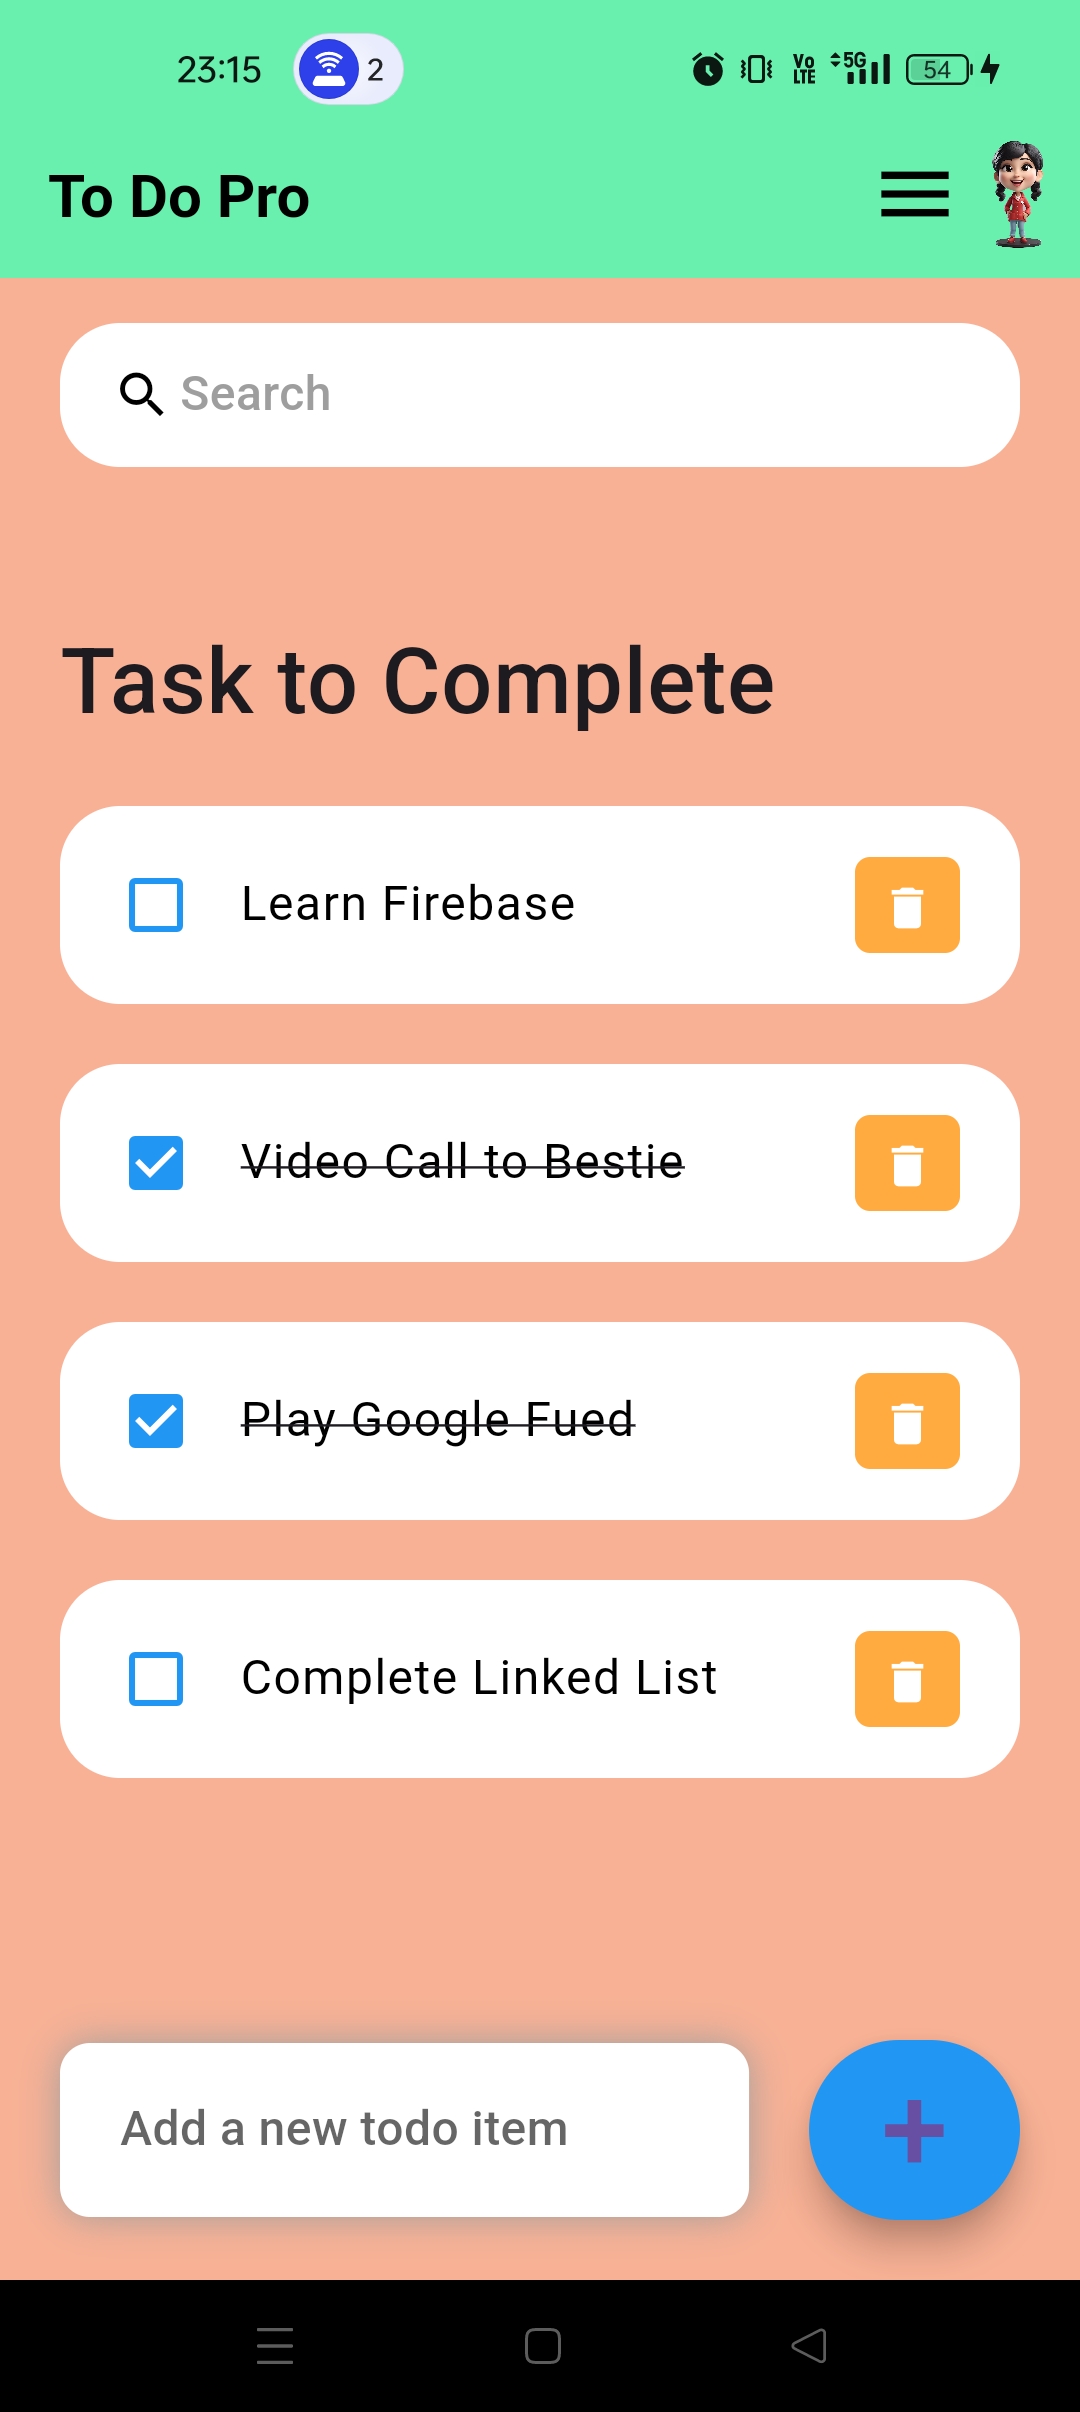 23:15 2 Vo LTE 5G 54
To Do Pro
Search
Task to Complete
Learn Firebase
Video Call to Bestie
Play Google Fued
Complete Linked List
Add a new todo item